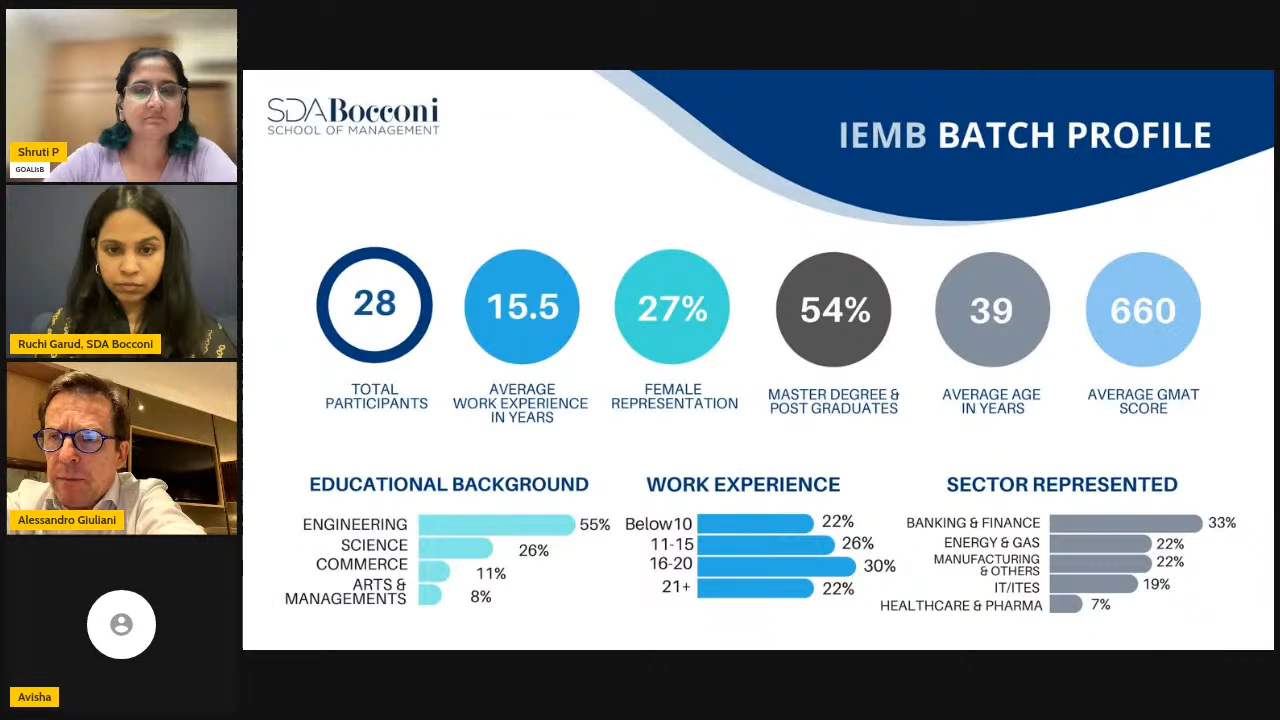 Shruti P
GOALisB
Ruchi Garud, SDA Bocconi
Alessandro Giuliani
Avisha
SDA Bocconi
SCHOOL OF MANAGEMENT
IEMB BATCH PROFILE
28
15.5
27%
54%
39
660
TOTAL
PARTICIPANTS
AVERAGE
WORK EXPERIENCE
IN YEARS
FEMALE
REPRESENTATION
MASTER DEGREE &
POST GRADUATES
AVERAGE AGE
IN YEARS
AVERAGE GMAT
SCORE
EDUCATIONAL BACKGROUND
ENGINEERING 55%
SCIENCE 26%
COMMERCE 11%
ARTS &
MANAGEMENTS 8%
WORK EXPERIENCE
Below10 22%
11-15 26%
16-20 30%
21+ 22%
SECTOR REPRESENTED
BANKING & FINANCE 33%
ENERGY & GAS 22%
MANUFACTURING
& OTHERS 22%
IT/ITES 19%
HEALTHCARE & PHARMA 7%